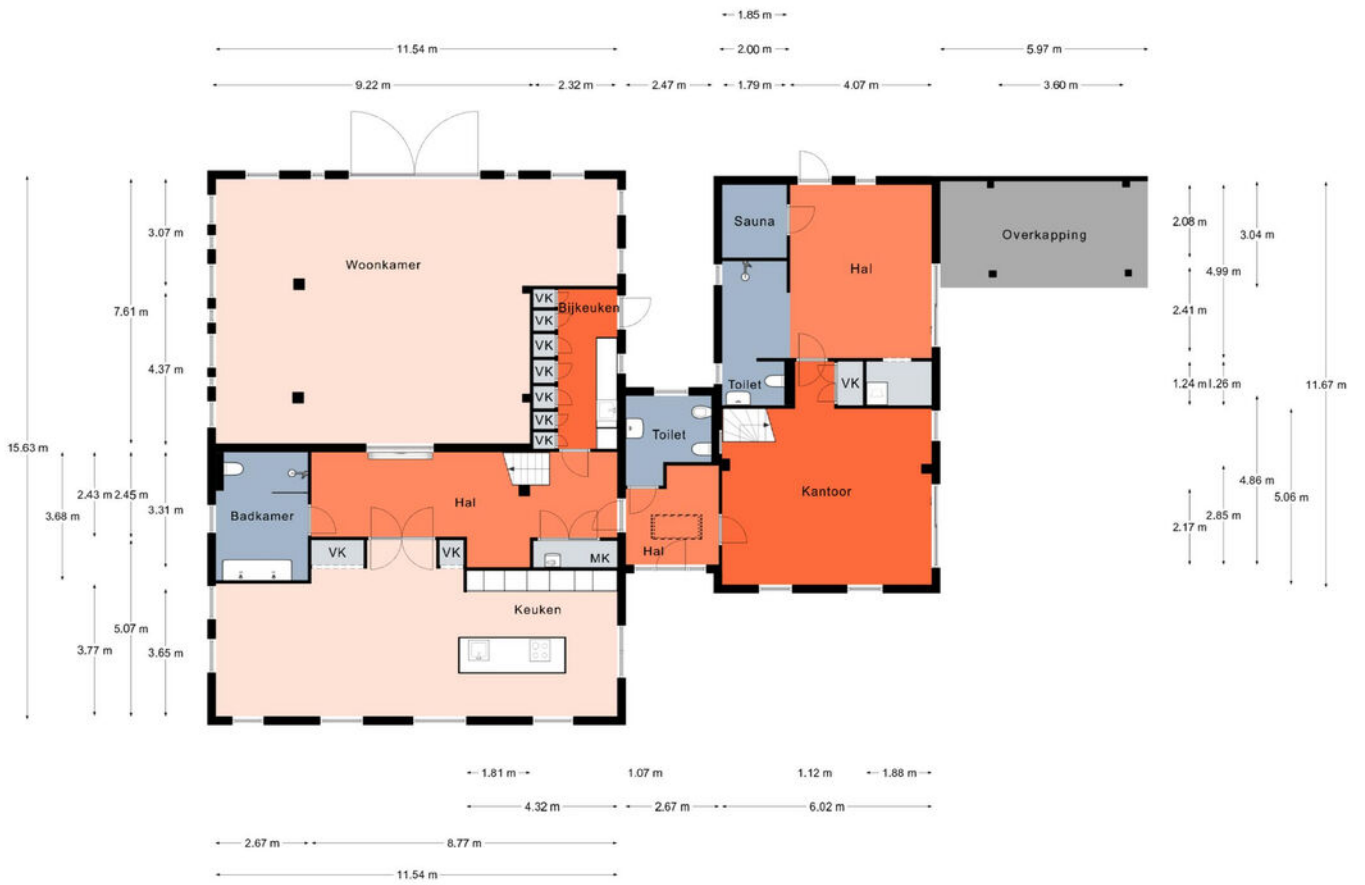 1.85 m
11.54 m
2.00 m
5.97 m
9.22 m
2.32 m
2.47 m
1.79 m
4.07 m
3.60 m
15.63 m
7.61 m
3.07 m
4.37 m
Woonkamer
Sauna
Hal
Overkapping
2.08 m
3.04 m
4.99 m
2.41 m
11.67 m
VK
Bijkeuken
VK
VK
VK
VK
VK
VK
1.24 m
1.26 m
Toilet
VK
Toilet
Kantoor
4.86 m
5.06 m
2.85 m
2.17 m
2.43 m
2.45 m
3.68 m
3.31 m
Badkamer
Hal
VK
VK
MK
Hal
Keuken
5.07 m
3.77 m
3.65 m
1.81 m
1.07 m
1.12 m
1.88 m
4.32 m
2.67 m
6.02 m
2.67 m
8.77 m
11.54 m